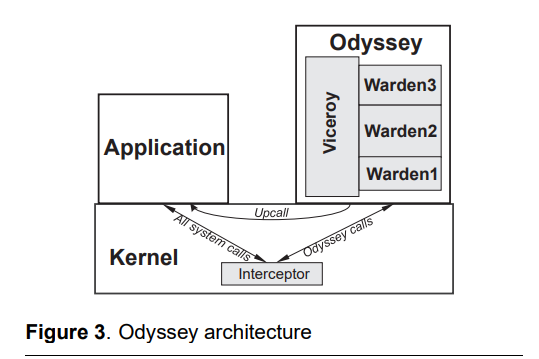 Odyssey
Viceroy
Warden3
Warden2
Warden1
Application
Upcall
All system calls
Odyssey calls
Kernel
Interceptor
Figure 3. Odyssey architecture